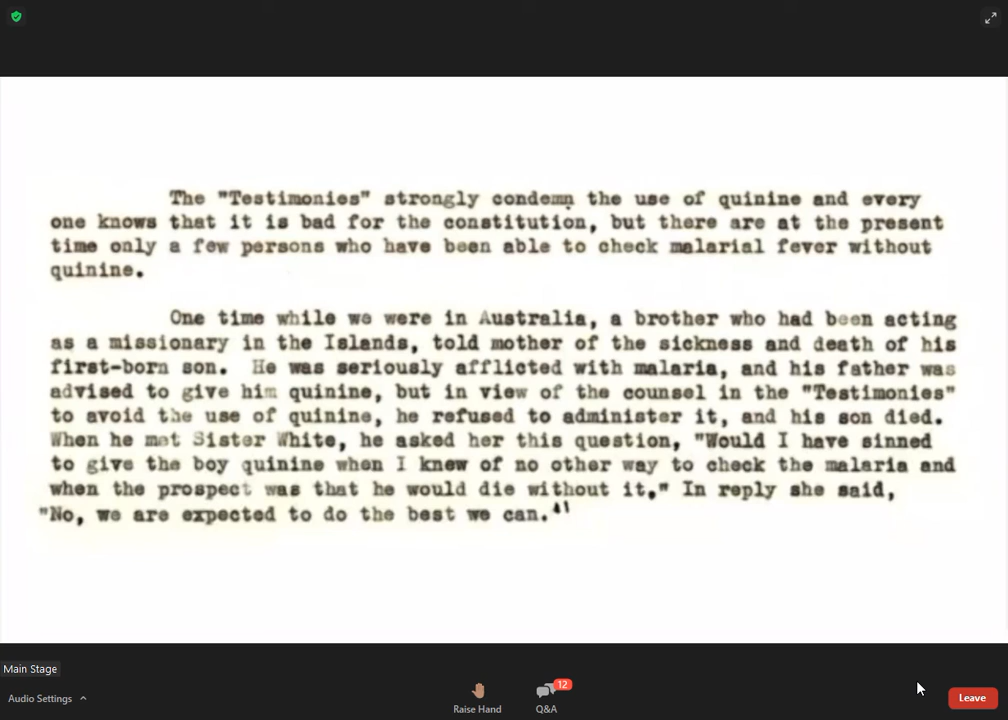 The "Testimonies" strongly condemn the use of quinine and every
one knows that it is bad for the constitution, but there are at the present
time only a few persons who have been able to check malarial fever without
quinine.
One time while we were in Australia, a brother who had been acting
as a missionary in the Islands, told mother of the sickness and death of his
first-born son. He was seriously afflicted with malaria, and his father was
advised to give him quinine, but in view of the counsel in the "Testimonies"
to avoid the use of quinine, he refused to administer it, and his son died.
When he met Sister White, he asked her this question, "Would I have sinned
to give the boy quinine when I knew of no other way to check the malaria and
when the prospect was that he would die without it." In reply she said,
"No, we are expected to do the best we can."
Main Stage
Audio Settings
Raise Hand
12
Q&A
Leave